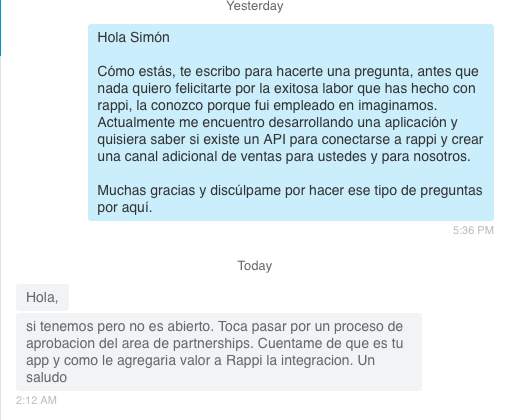 Yesterday
Hola Simón
Cómo estás, te escribo para hacerte una pregunta, antes que
nada quiero felicitarte por la exitosa labor que has hecho con
rappi, la conozco porque fui empleado en imaginamos.
Actualmente me encuentro desarrollando una aplicación y
quisiera saber si existe un API para conectarse a rappi y crear
una canal adicional de ventas para ustedes y para nosotros.
Muchas gracias y discúlpame por hacer ese tipo de preguntas
por aquí.
5:36 PM
Today
Hola,
si tenemos pero no es abierto. Toca pasar por un proceso de
aprobacion del area de partnerships. Cuentame de que es tu
app y como le agregaria valor a Rappi la integracion. Un
saludo
2:12 AM